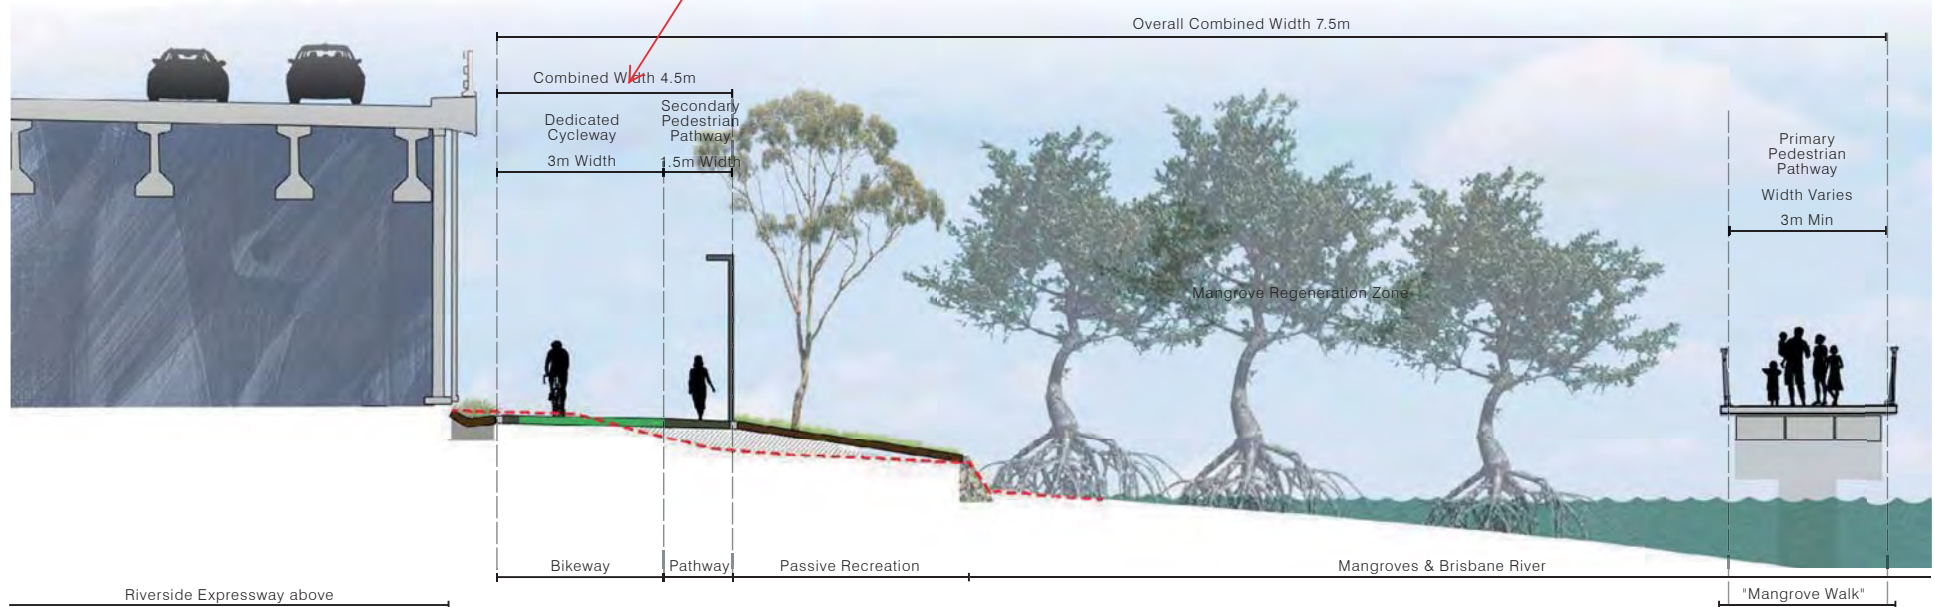 Overall Combined Width 7.5m
Combined Width 4.5m
Dedicated
Cycleway
3m Width
Secondary
Pedestrian
Pathway
1.5m Width
Primary
Pedestrian
Pathway
Width Varies
3m Min
Mangrove Regeneration Zone
Bikeway
Pathway
Passive Recreation
Mangroves & Brisbane River
Riverside Expressway above
"Mangrove Walk"